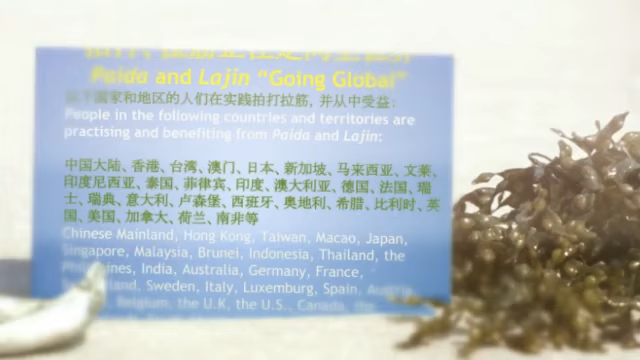 Paida and Lajin “Going Global”
国家和地区的人们在实践拍打拉筋，并从中受益：
People in the following countries and territories are
practising and benefiting from Paida and Lajin:
中国大陆、香港、台湾、澳门、日本、新加坡、马来西亚、文莱、
印度尼西亚、泰国、菲律宾、印度、澳大利亚、德国、法国、瑞
士、瑞典、意大利、卢森堡、西班牙、奥地利、希腊、比利时、英
国、美国、加拿大、荷兰、南非等
Chinese Mainland, Hong Kong, Taiwan, Macao, Japan,
Singapore, Malaysia, Brunei, Indonesia, Thailand, the
Philippines, India, Australia, Germany, France,
Sweden, Italy, Luxemburg, Spain, Austria,
Belgium, the U.K, the U.S., Canada, the